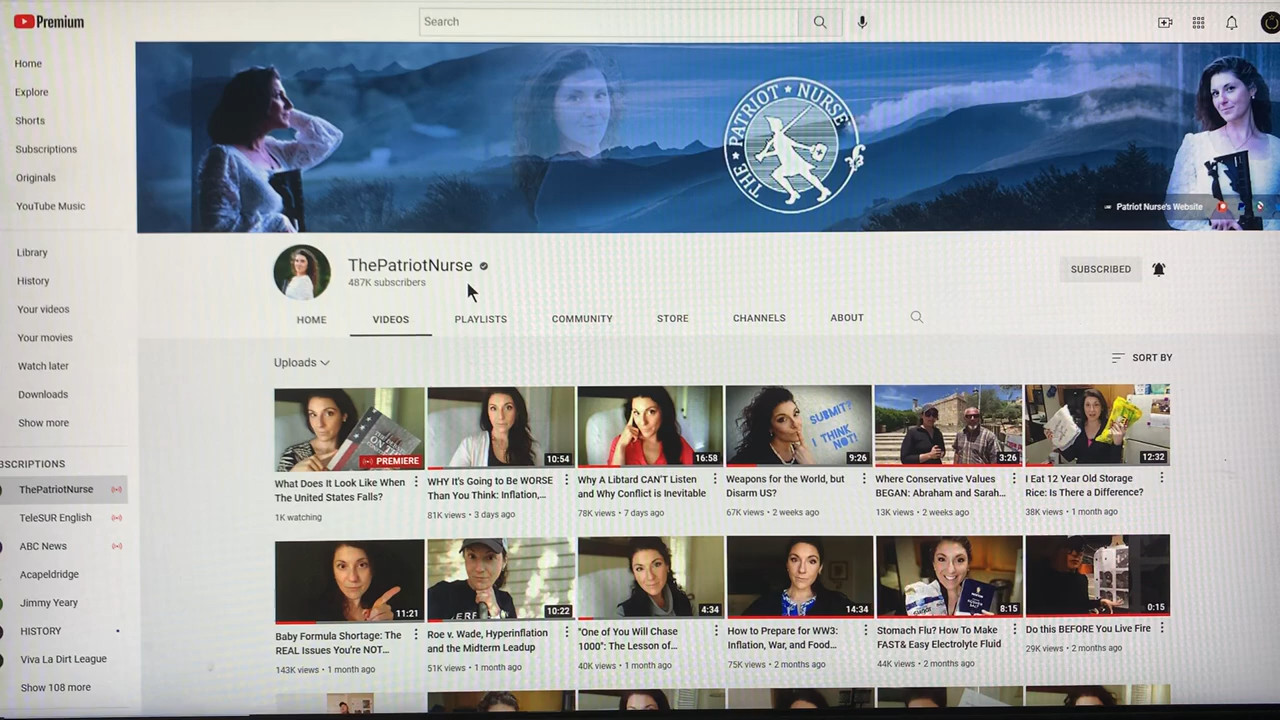 Premium
Search
Home
Explore
Shorts
Subscriptions
Originals
YouTube Music
Library
History
Your videos
Your movies
Watch later
Downloads
Show more
BSCRIPTIONS
ThePatriotNurse
TeleSUR English
ABC News
Acapeldridge
Jimmy Yeary
HISTORY
Viva La Dirt League
Show 108 more
THE ★ PATRIOT ★ NURSE
Patriot Nurse's Website
ThePatriotNurse
487K subscribers
SUBSCRIBED
HOME VIDEOS PLAYLISTS COMMUNITY STORE CHANNELS ABOUT
Uploads
SORT BY
PREMIERE
What Does It Look Like When
The United States Falls?
1K watching
10:54
WHY It's Going to Be WORSE
Than You Think: Inflation,...
81K views • 3 days ago
16:58
Why A Libtard CAN'T Listen
and Why Conflict is Inevitable
78K views • 7 days ago
SUBMIT?
I THINK
NOT!
9:26
Weapons for the World, but
Disarm US?
67K views • 2 weeks ago
3:26
Where Conservative Values
BEGAN: Abraham and Sarah...
13K views • 2 weeks ago
12:32
I Eat 12 Year Old Storage
Rice: Is There a Difference?
38K views • 1 month ago
11:21
Baby Formula Shortage: The
REAL Issues You're NOT...
143K views • 1 month ago
10:22
Roe v. Wade, Hyperinflation
and the Midterm Leadup
51K views • 1 month ago
4:34
"One of You Will Chase
1000": The Lesson of...
40K views • 1 month ago
14:34
How to Prepare for WW3:
Inflation, War, and Food...
75K views • 2 months ago
8:15
Stomach Flu? How To Make
FAST& Easy Electrolyte Fluid
44K views • 2 months ago
0:15
Do this BEFORE You Live Fire
29K views • 2 months ago